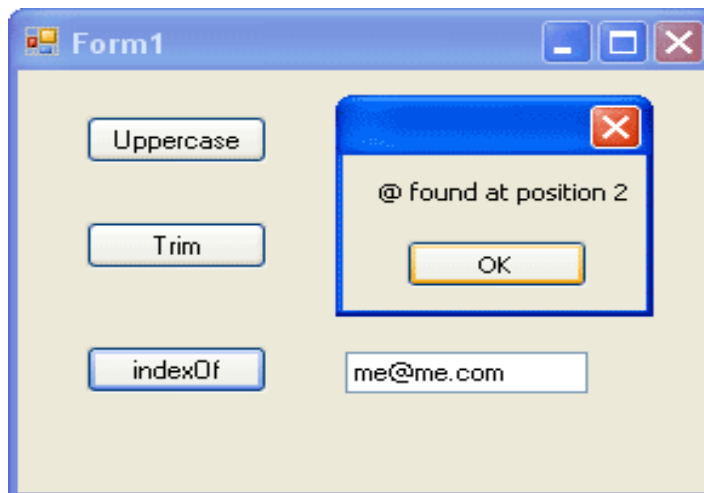 Form1
Uppercase
@ found at position 2
Trim
OK
indexOf
me@me.com